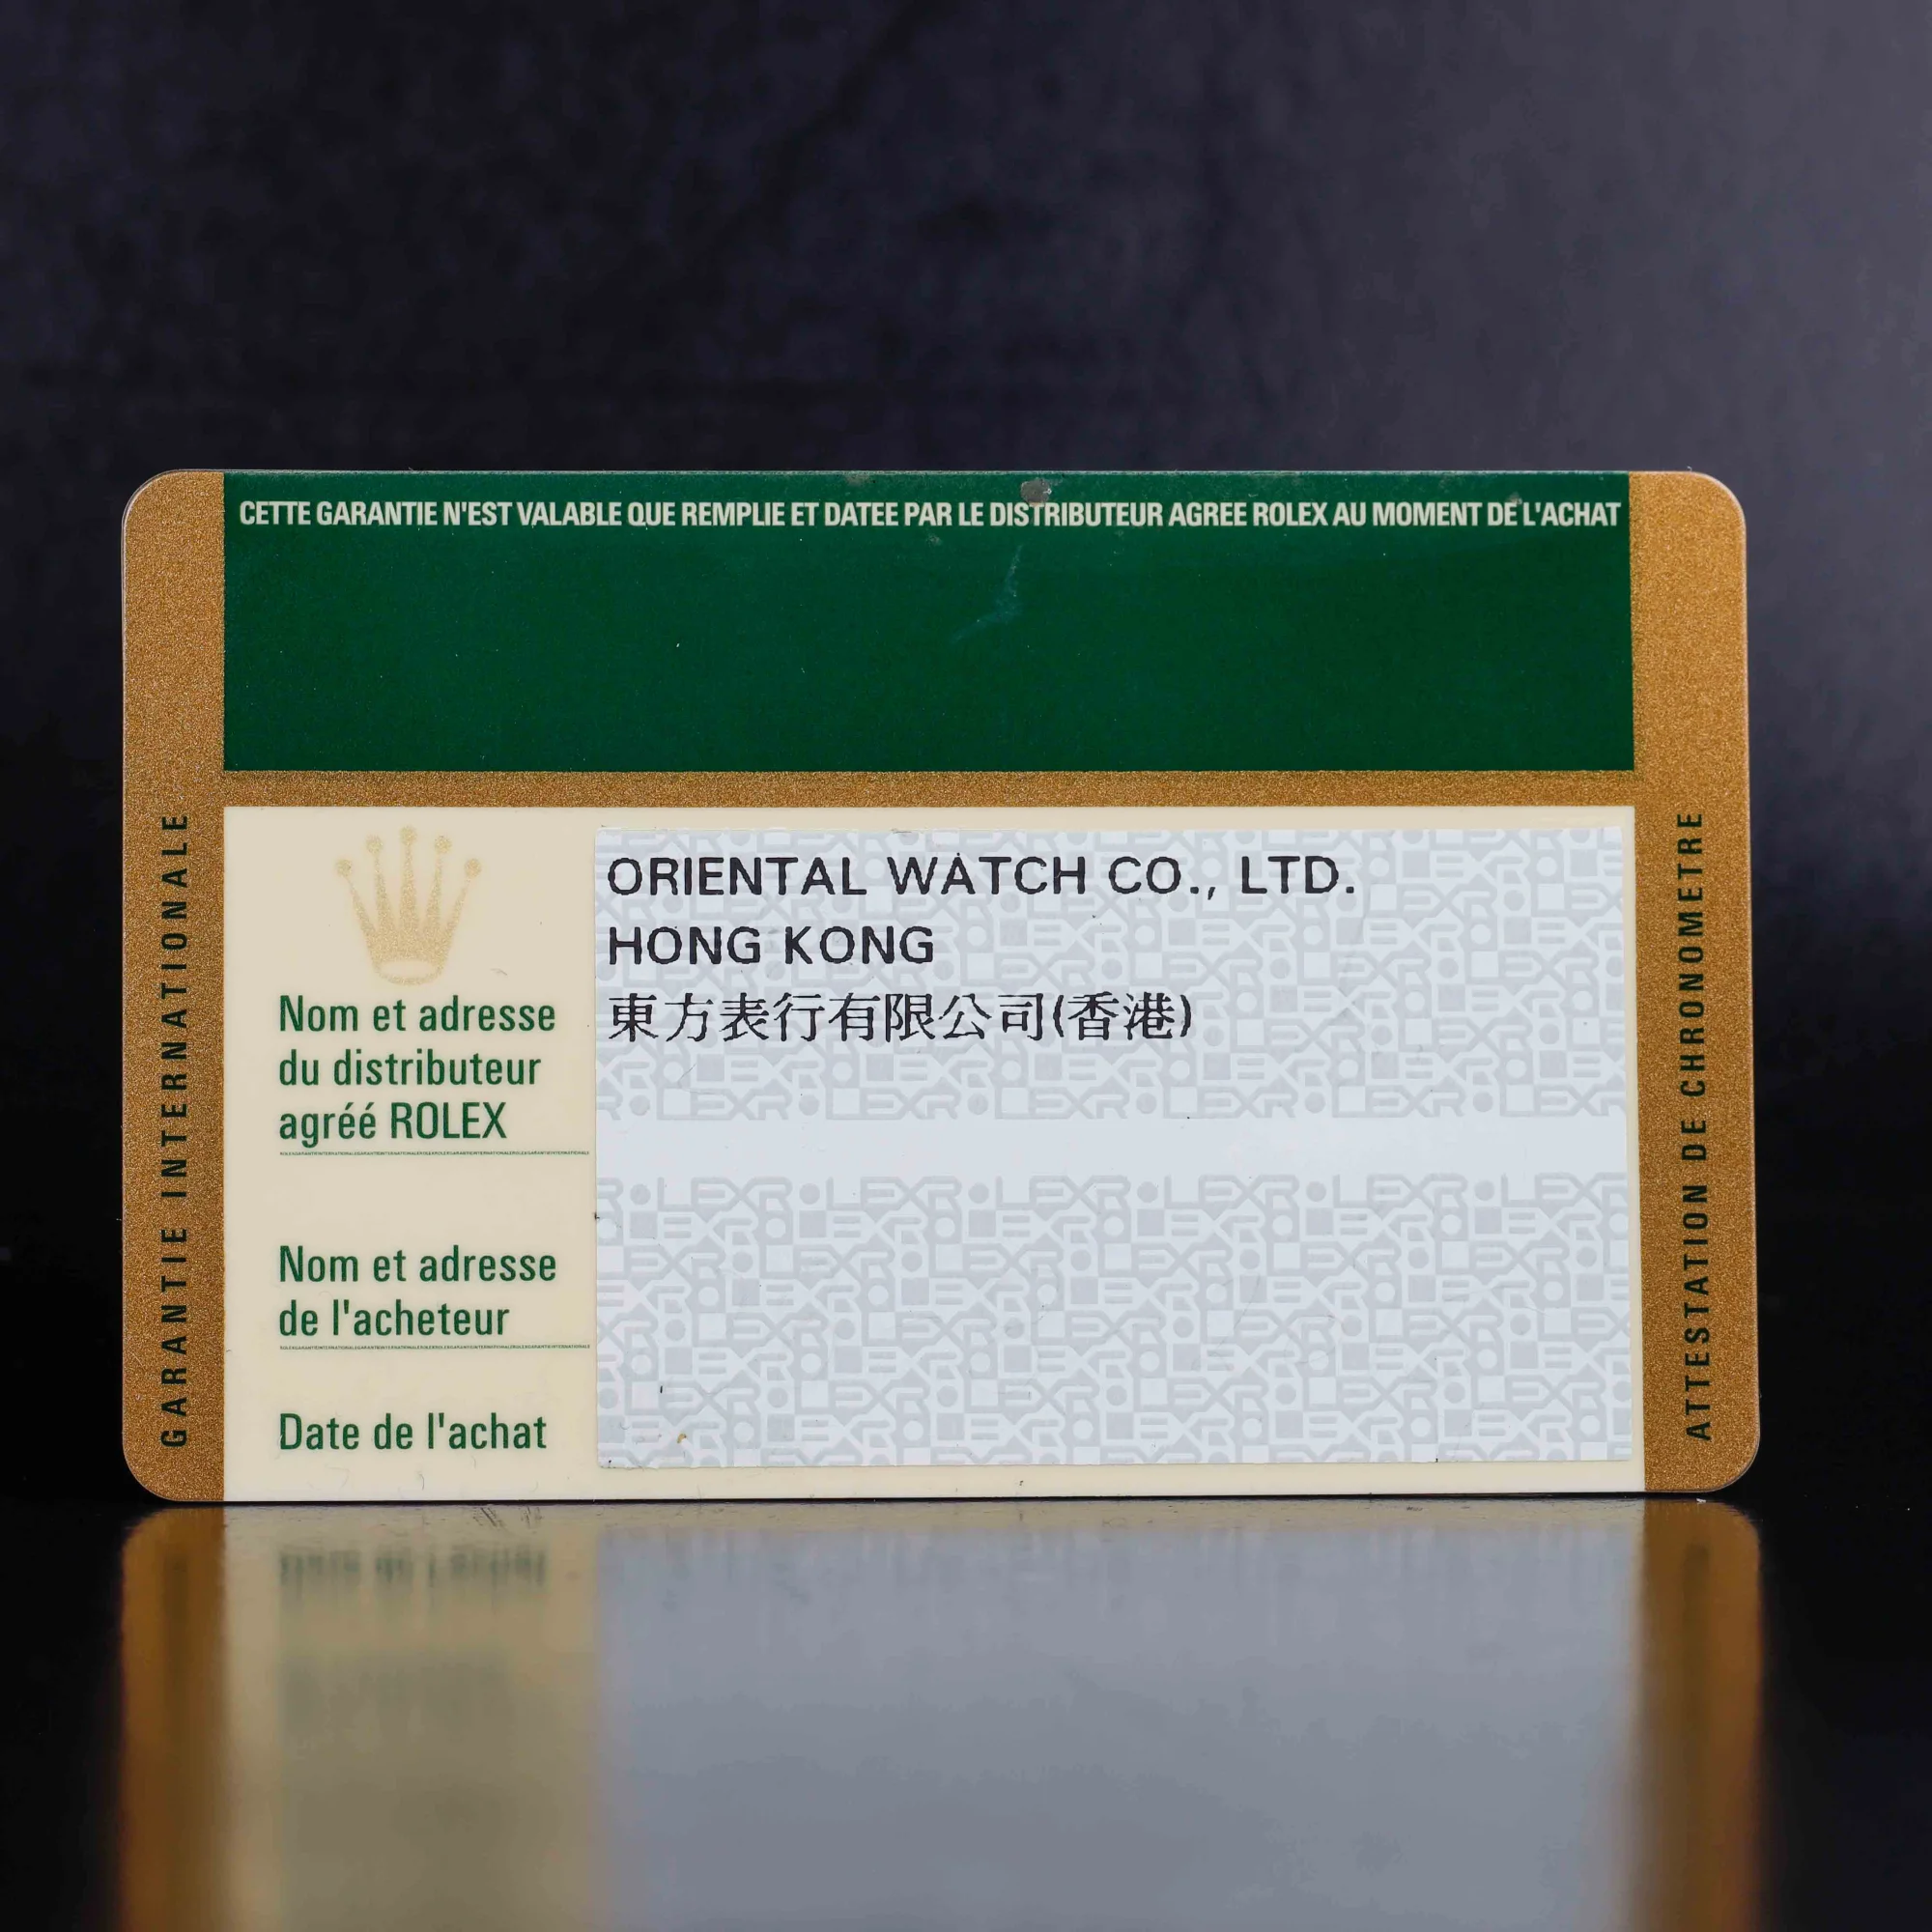 CETTE GARANTIE N'EST VALABLE QUE REMPLIE ET DATEE PAR LE DISTRIBUTEUR AGREE ROLEX AU MOMENT DE L'ACHAT
GARANTIE INTERNATIONALE
Nom et adresse
du distributeur
agréé ROLEX
ORIENTAL WATCH CO., LTD.
HONG KONG
東方表行有限公司(香港)
Nom et adresse
de l'acheteur
Date de l'achat
ATTESTATION DE CHRONOMETRE